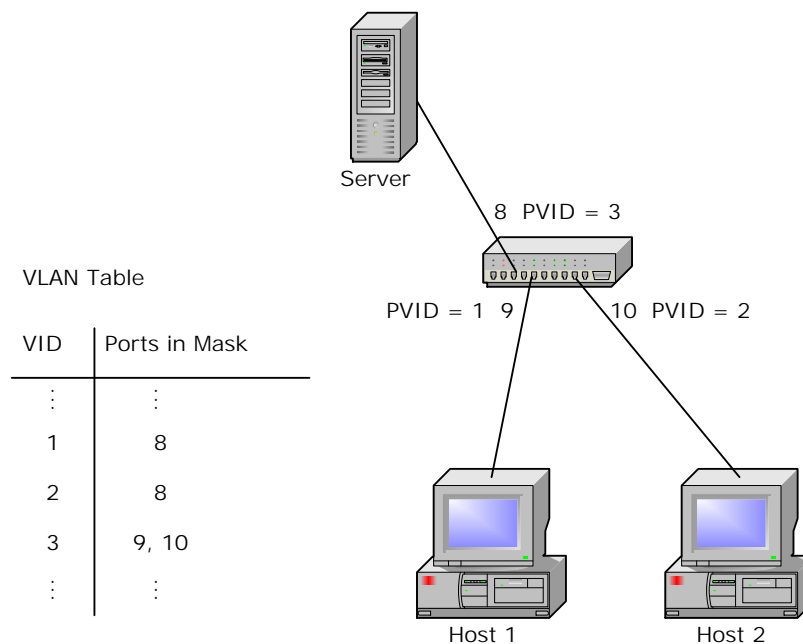 Server
8 PVID = 3
VLAN Table
PVID = 1 9
10 PVID = 2
VID Ports in Mask
⋮ ⋮
1 8
2 8
3 9, 10
⋮ ⋮
Host 1
Host 2